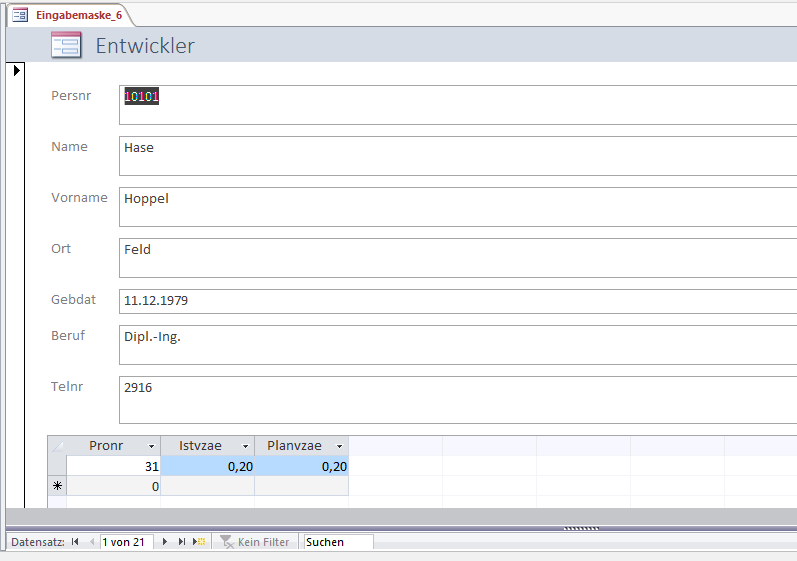 Eingabemaske_6
Entwickler
Persnr 10101
Name Hase
Vorname Hoppel
Ort Feld
Gebdat 11.12.1979
Beruf Dipl.-Ing.
Telnr 2916
Pronr Istvzae Planvzae
31 0,20 0,20
* 0
Datensatz: 1 von 21 Kein Filter Suchen